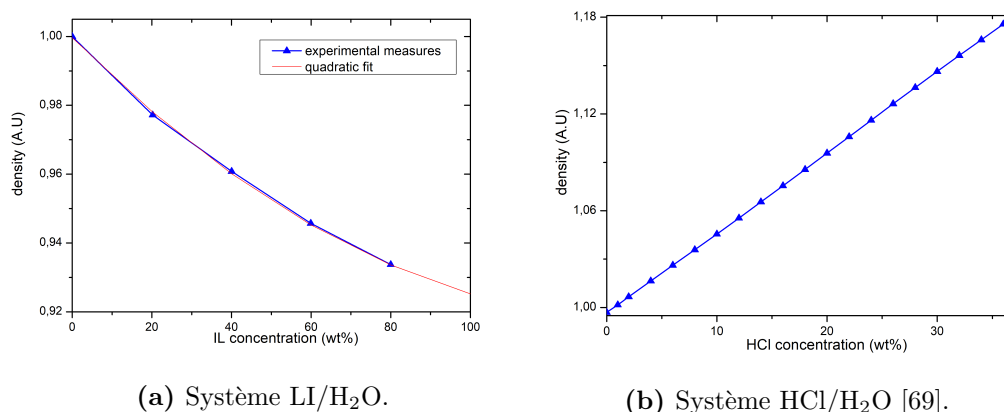 1,00
0,98
0,96
0,94
0,92
density (A.U)
experimental measures
quadratic fit
0 20 40 60 80 100
IL concentration (wt%)
(a) Système LI/H₂O.
1,18
1,12
1,06
1,00
density (A.U)
0 10 20 30
HCl concentration (wt%)
(b) Système HCl/H₂O [69].